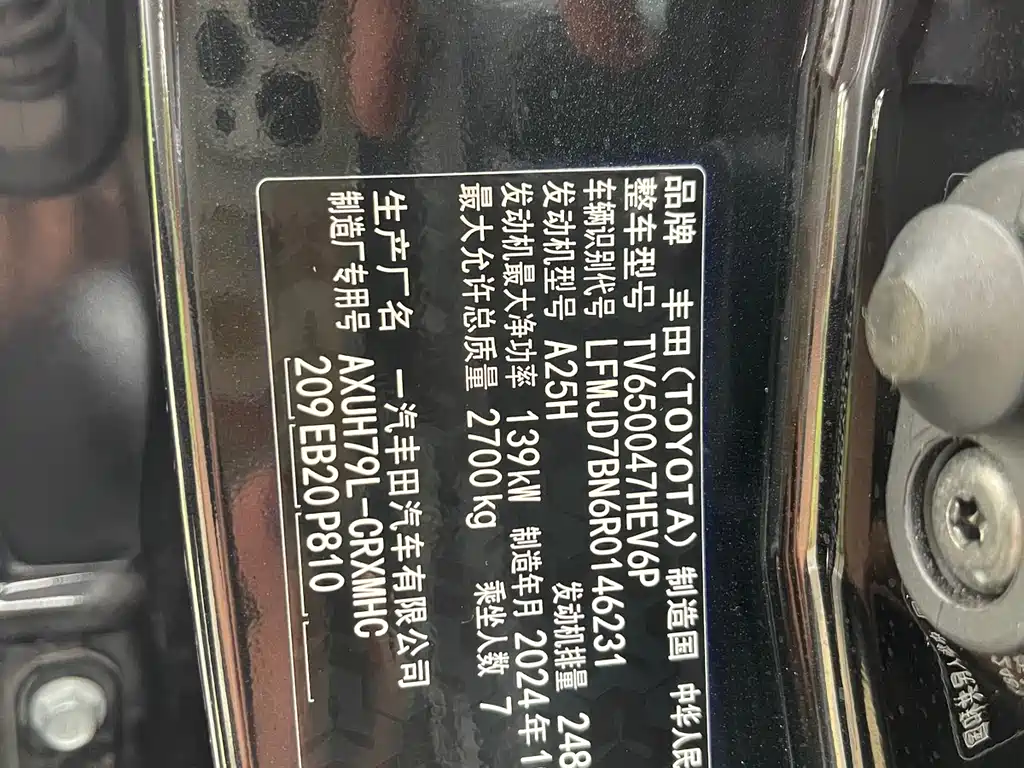 品牌 丰田(TOYOTA) 制造国 中华人民
整车型号 TV650047HEV6P
车辆识别代号 LFMJD7BN6R0146231
发动机型号 A25H 发动机排量 248
发动机最大净功率 139kW 制造年月 2024年1
最大允许总质量 2700kg 乘坐人数 7
生产厂名 一汽丰田汽车有限公司
制造厂专用号 AXUH79L-CRXMHC
209 EB20 P810